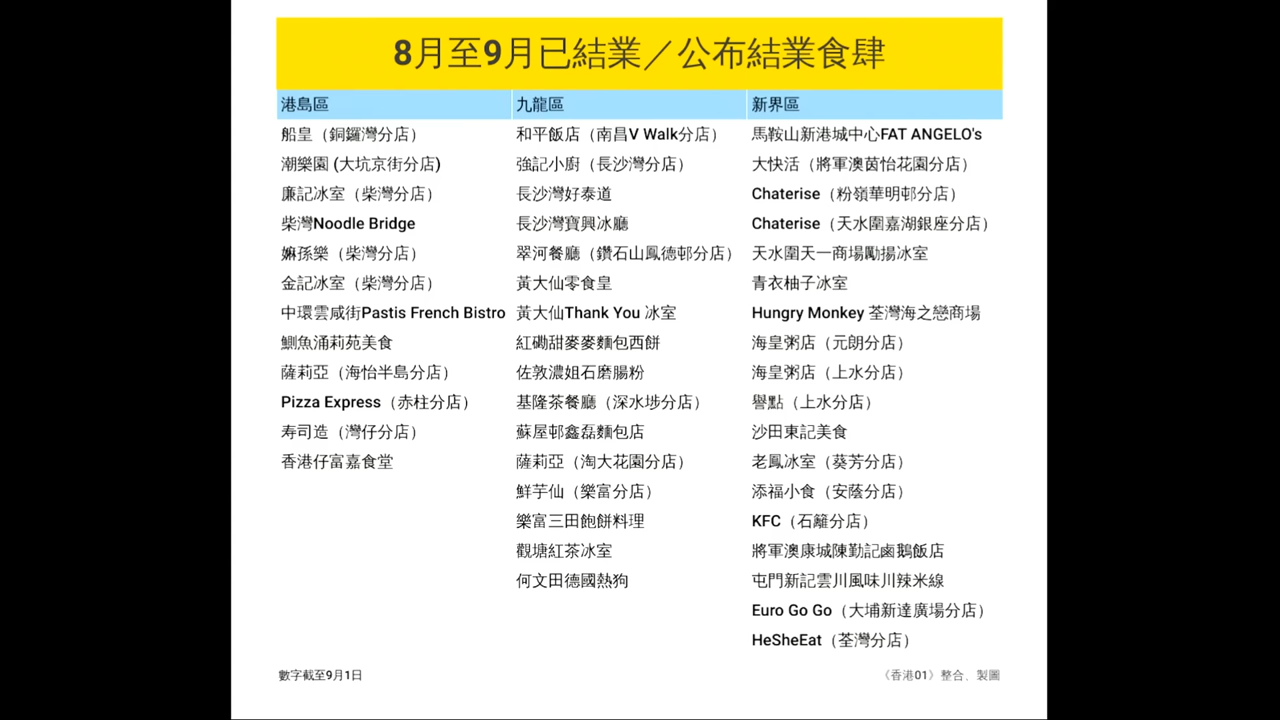 8月至9月已結業／公布結業食肆
港島區 九龍區 新界區
船皇（銅鑼灣分店） 和平飯店（南昌V Walk分店） 馬鞍山新港城中心FAT ANGELO's
潮樂園 (大坑京街分店) 強記小廚（長沙灣分店） 大快活（將軍澳茵怡花園分店）
廉記冰室（柴灣分店） 長沙灣好泰道 Chaterise（粉嶺華明邨分店）
柴灣Noodle Bridge 長沙灣寶興冰廳 Chaterise（天水圍嘉湖銀座分店）
嫲孫樂（柴灣分店） 翠河餐廳（鑽石山鳳德邨分店） 天水圍天一商場勵揚冰室
金記冰室（柴灣分店） 黃大仙零食皇 青衣柚子冰室
中環雲咸街Pastis French Bistro 黃大仙Thank You 冰室 Hungry Monkey 荃灣海之戀商場
鰂魚涌莉苑美食 紅磡甜麥麥麵包西餅 海皇粥店（元朗分店）
薩莉亞（海怡半島分店） 佐敦濃姐石磨腸粉 海皇粥店（上水分店）
Pizza Express（赤柱分店） 基隆茶餐廳（深水埗分店） 譽點（上水分店）
寿司造（灣仔分店） 蘇屋邨鑫磊麵包店 沙田東記美食
香港仔富嘉食堂 薩莉亞（淘大花園分店） 老鳳冰室（葵芳分店）
鮮芋仙（樂富分店） 添福小食（安蔭分店）
樂富三田飽餅料理 KFC（石籬分店）
觀塘紅茶冰室 將軍澳康城陳勤記鹵鵝飯店
何文田德國熱狗 屯門新記雲川風味川辣米線
Euro Go Go（大埔新達廣場分店）
HeSheEat（荃灣分店）
數字截至9月1日 《香港01》整合、製圖